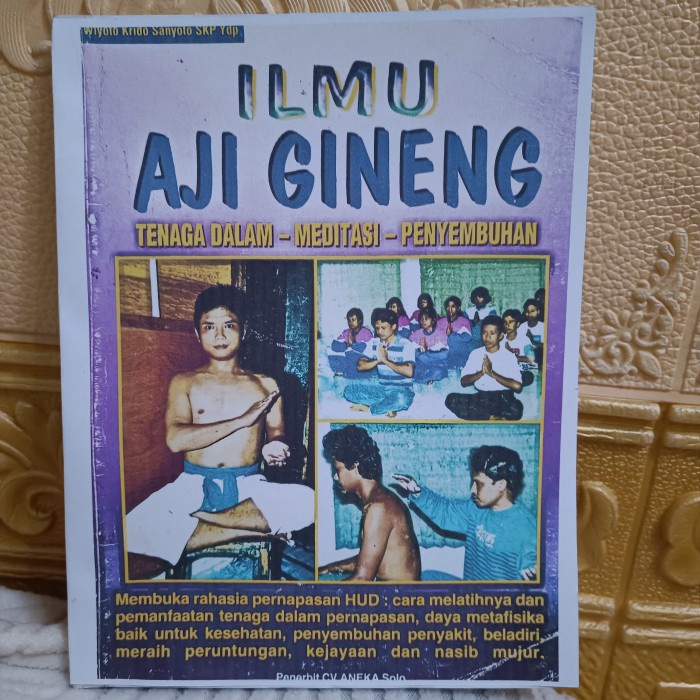 Wiyoto Krido Sanyoto SKP Ydp
ILMU
AJI GINENG
TENAGA DALAM – MEDITASI – PENYEMBUHAN
Membuka rahasia pernapasan HUD ; cara melatihnya dan
pemanfaatan tenaga dalam pernapasan, daya metafisika
baik untuk kesehatan, penyembuhan penyakit, beladiri,
meraih peruntungan, kejayaan dan nasib mujur.
Penerbit CV ANEKA Solo